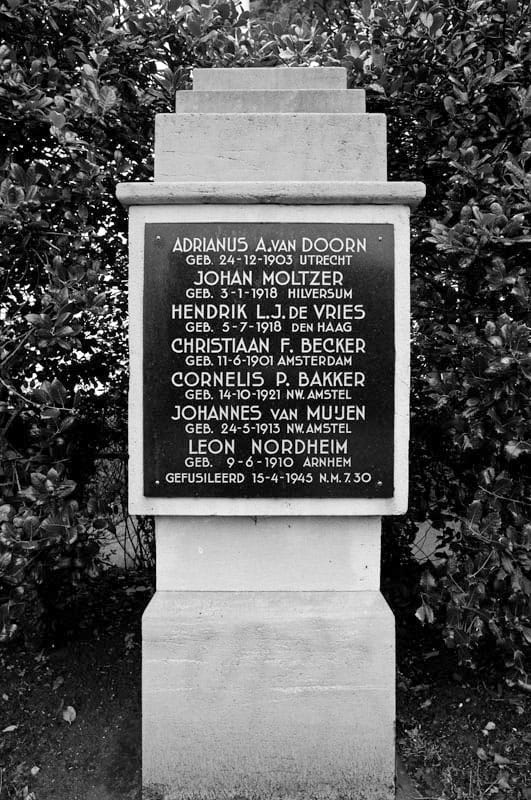 ADRIANUS A. VAN DOORN
GEB. 24-12-1903 UTRECHT
JOHAN MOLTZER
GEB. 3-1-1918 HILVERSUM
HENDRIK L.J. DE VRIES
GEB. 5-7-1918 DEN HAAG
CHRISTIAAN F. BECKER
GEB. 11-6-1901 AMSTERDAM
CORNELIS P. BAKKER
GEB. 14-10-1921 NW. AMSTEL
JOHANNES VAN MUIJEN
GEB. 24-5-1913 NW. AMSTEL
LEON NORDHEIM
GEB. 9-6-1910 ARNHEM
GEFUSILEERD 15-4-1945 N.M. 7.30